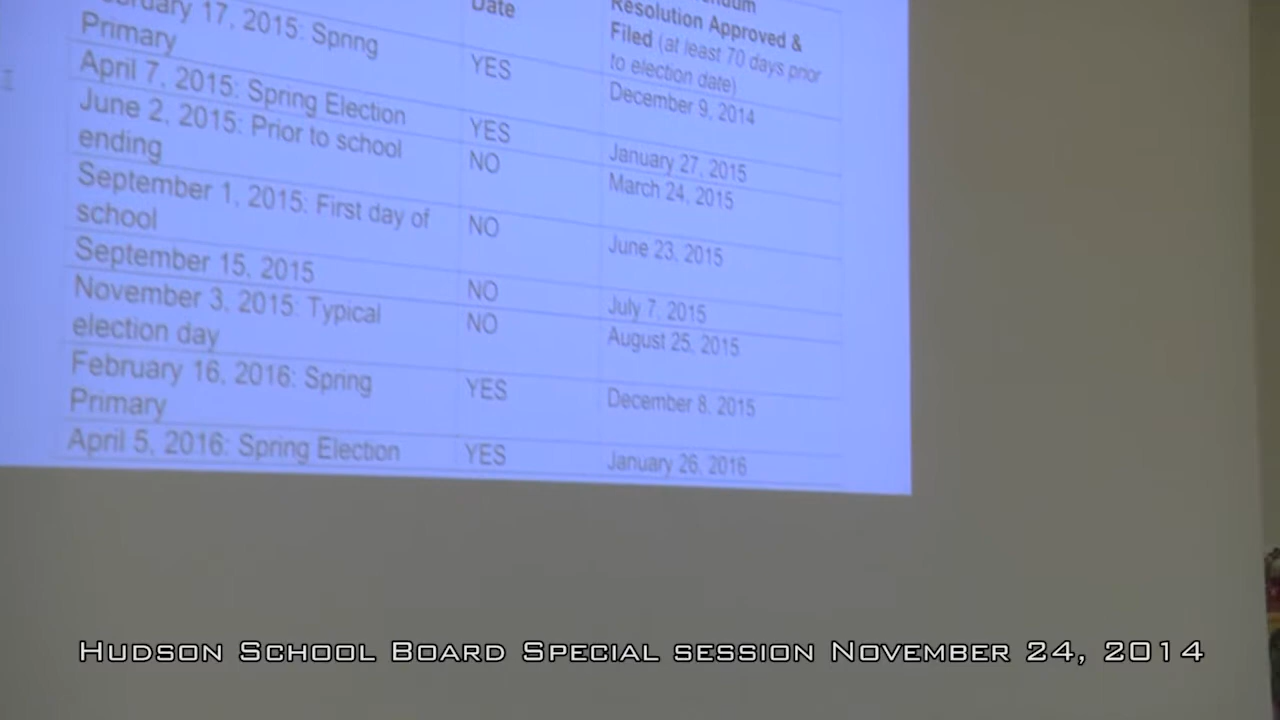 Date
Resolution Approved &
Filed (at least 70 days prior
to election date)
17, 2015: Spring
Primary
YES
December 9, 2014
April 7, 2015: Spring Election
YES
January 27, 2015
June 2, 2015: Prior to school
ending
NO
March 24, 2015
September 1, 2015: First day of
school
NO
June 23, 2015
September 15, 2015
NO
July 7, 2015
November 3, 2015: Typical
election day
NO
August 25, 2015
February 16, 2016: Spring
Primary
YES
December 8, 2015
April 5, 2016: Spring Election
YES
January 26, 2016
Hudson School Board Special session November 24, 2014